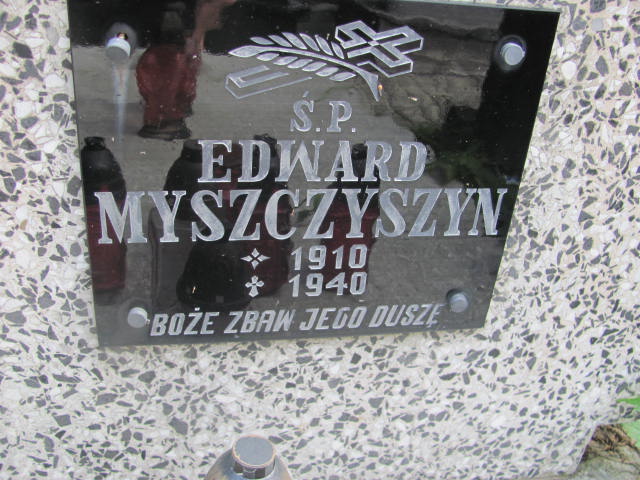 Ś.P.
EDWARD
MYSZCZYSZYN
1910
1940
BOŻE ZBAW JEGO DUSZĘ